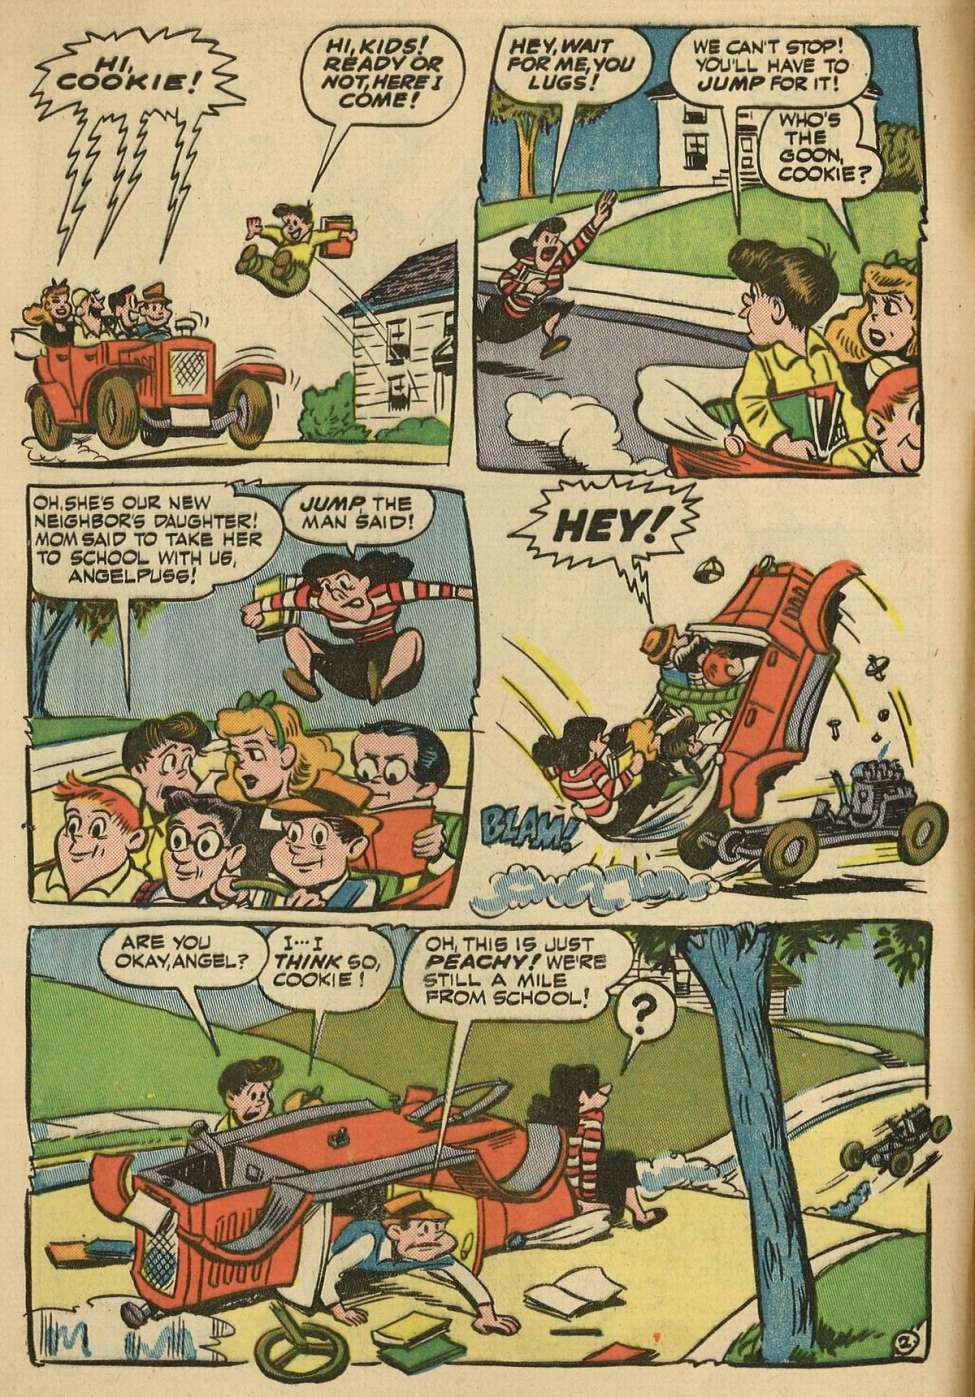 HI,
COOKIE!
HI, KIDS!
READY OR
NOT, HERE I
COME!
HEY, WAIT
FOR ME, YOU
LUGS!
WE CAN'T STOP!
YOU'LL HAVE TO
JUMP FOR IT!
WHO'S
THE
GOON,
COOKIE?
OH, SHE'S OUR NEW
NEIGHBOR'S DAUGHTER!
MOM SAID TO TAKE HER
TO SCHOOL WITH US,
ANGELPUSS!
JUMP THE
MAN SAID!
HEY!
BLAM!
ARE YOU
OKAY, ANGEL?
I---I
THINK SO,
COOKIE!
OH, THIS IS JUST
PEACHY! WE'RE
STILL A MILE
FROM SCHOOL!
?
2